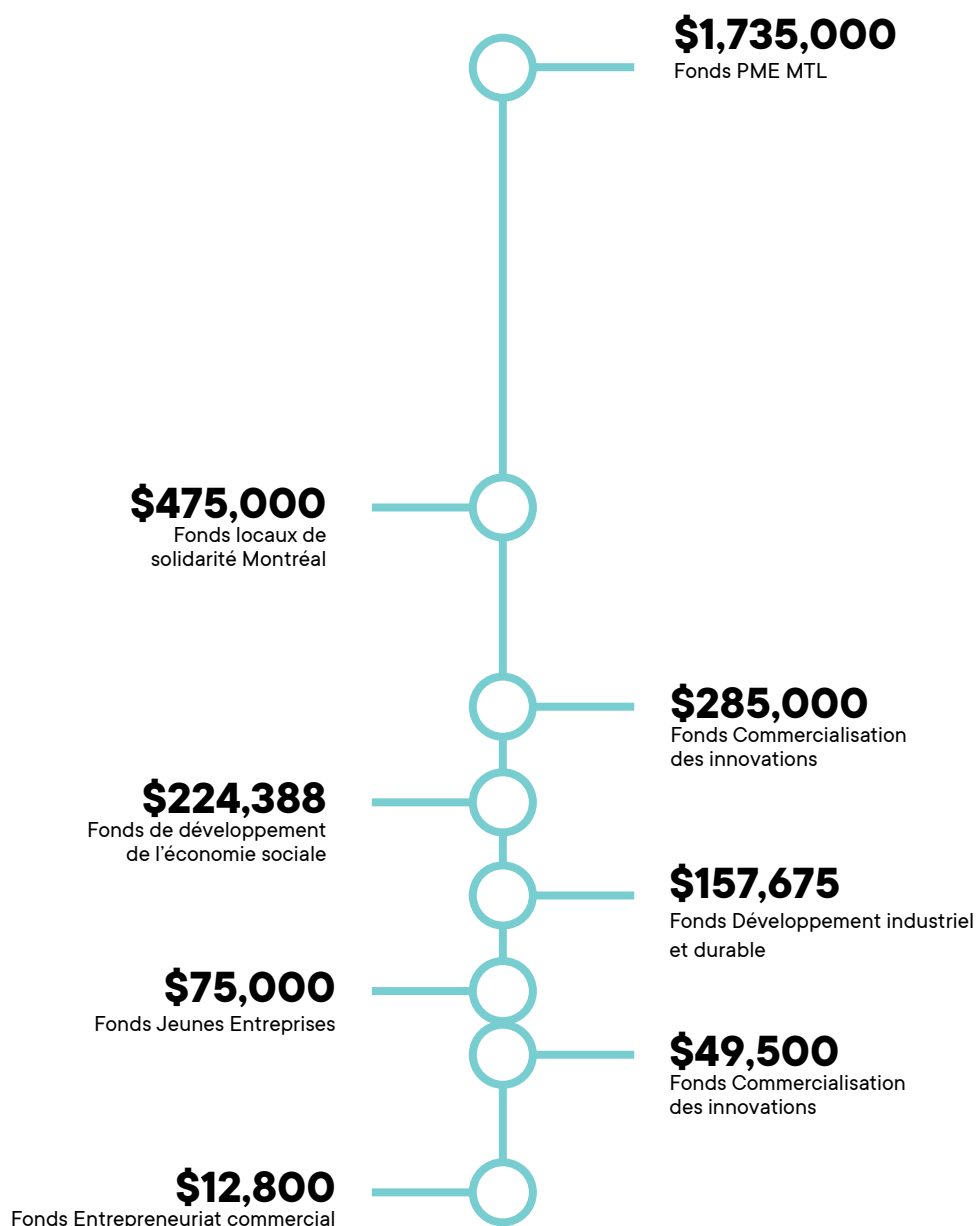 $1,735,000
Fonds PME MTL
$475,000
Fonds locaux de
solidarité Montréal
$285,000
Fonds Commercialisation
des innovations
$224,388
Fonds de développement
de l'économie sociale
$157,675
Fonds Développement industriel
et durable
$75,000
Fonds Jeunes Entreprises
$49,500
Fonds Commercialisation
des innovations
$12,800
Fonds Entrepreneuriat commercial